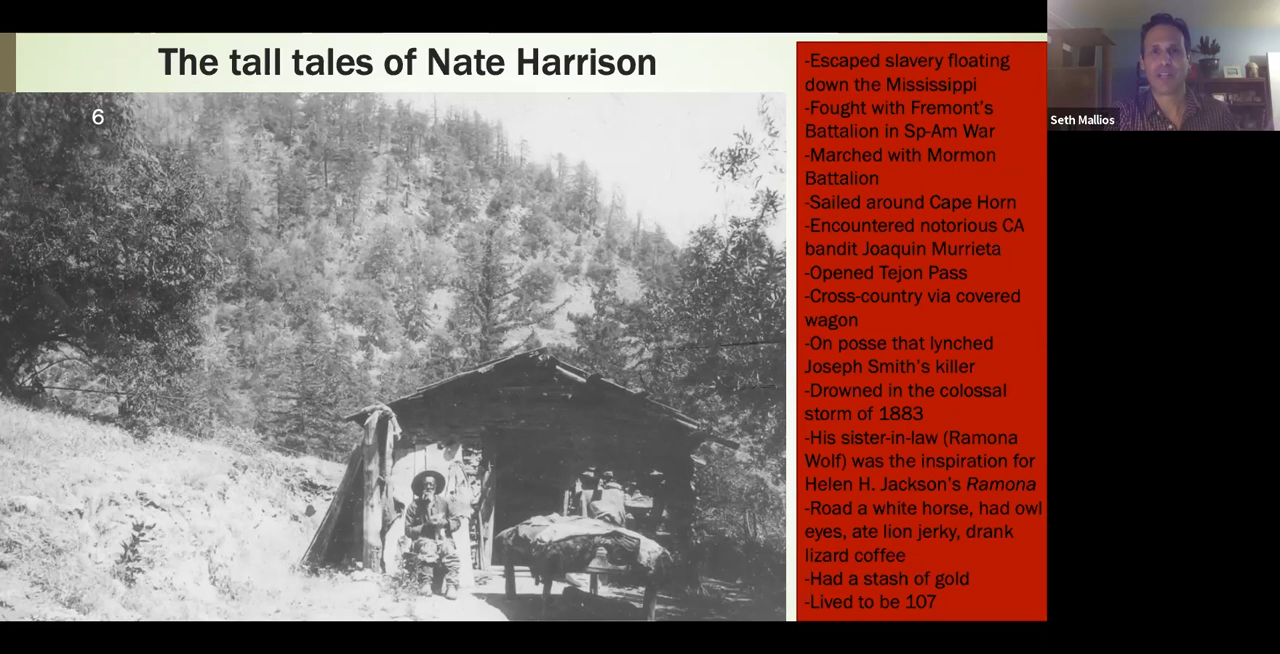 The tall tales of Nate Harrison
6
-Escaped slavery floating
down the Mississippi
-Fought with Fremont's
Battalion in Sp-Am War
-Marched with Mormon
Battalion
-Sailed around Cape Horn
-Encountered notorious CA
bandit Joaquin Murrieta
-Opened Tejon Pass
-Cross-country via covered
wagon
-On posse that lynched
Joseph Smith's killer
-Drowned in the colossal
storm of 1883
-His sister-in-law (Ramona
Wolf) was the inspiration for
Helen H. Jackson's Ramona
-Road a white horse, had owl
eyes, ate lion jerky, drank
lizard coffee
-Had a stash of gold
-Lived to be 107
Seth Mallios